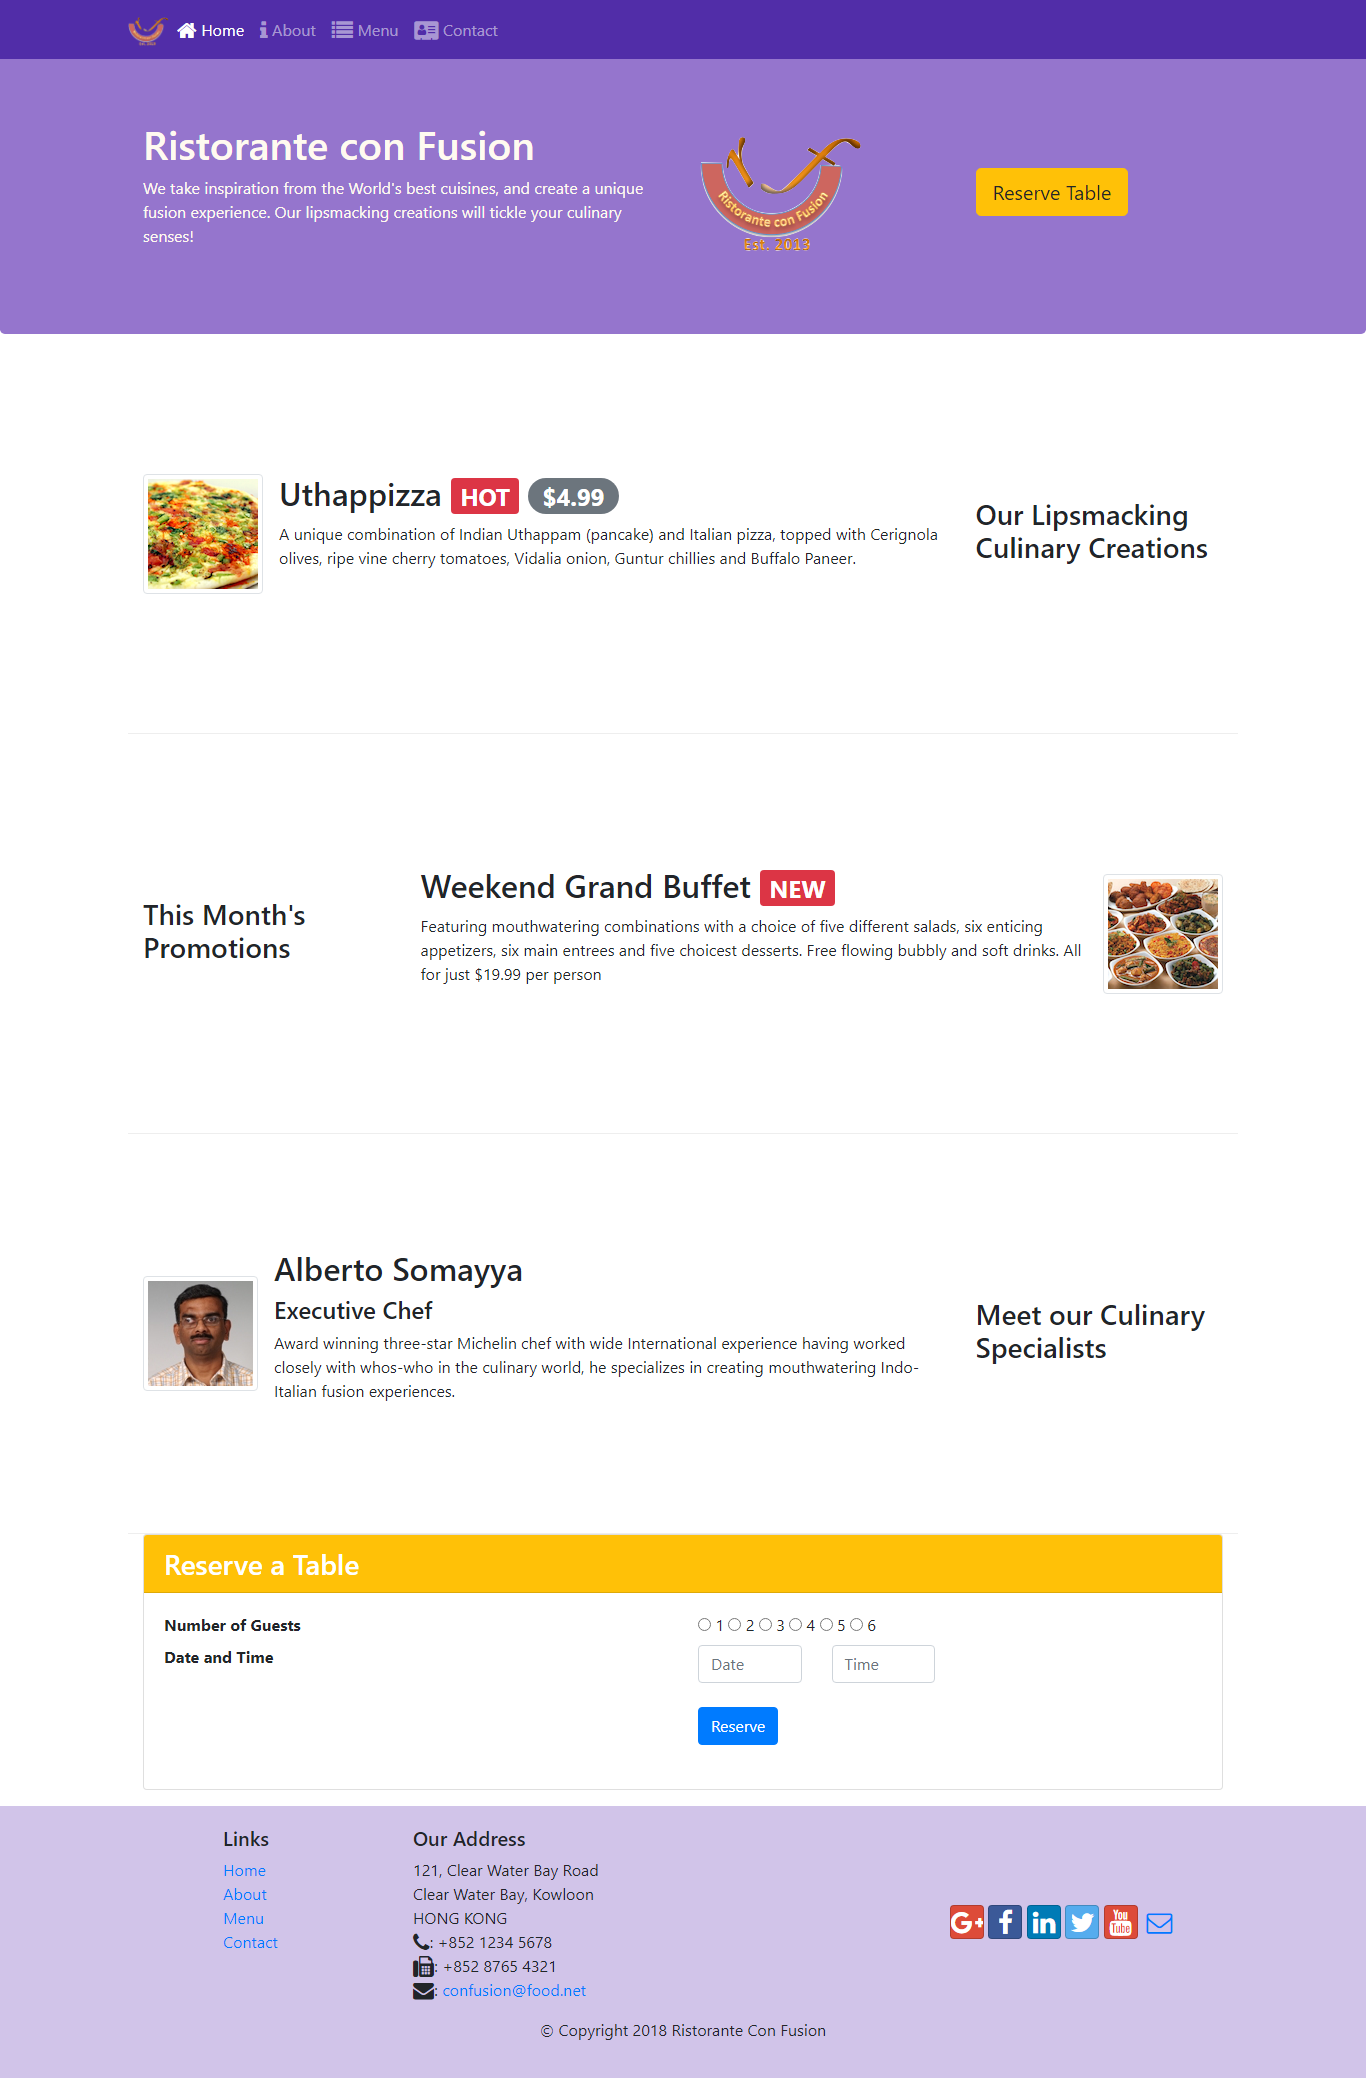 Home About Menu Contact
Ristorante con Fusion
We take inspiration from the World's best cuisines, and create a unique
fusion experience. Our lipsmacking creations will tickle your culinary
senses!
Ristorante con Fusion
Est. 2013
Reserve Table
Uthappizza HOT $4.99
A unique combination of Indian Uthappam (pancake) and Italian pizza, topped with Cerignola
olives, ripe vine cherry tomatoes, Vidalia onion, Guntur chillies and Buffalo Paneer.
Our Lipsmacking
Culinary Creations
This Month's
Promotions
Weekend Grand Buffet NEW
Featuring mouthwatering combinations with a choice of five different salads, six enticing
appetizers, six main entrees and five choicest desserts. Free flowing bubbly and soft drinks. All
for just $19.99 per person
Alberto Somayya
Executive Chef
Award winning three-star Michelin chef with wide International experience having worked
closely with whos-who in the culinary world, he specializes in creating mouthwatering Indo-
Italian fusion experiences.
Meet our Culinary
Specialists
Reserve a Table
Number of Guests
1 2 3 4 5 6
Date and Time
Date Time
Reserve
Links
Home
About
Menu
Contact
Our Address
121, Clear Water Bay Road
Clear Water Bay, Kowloon
HONG KONG
: +852 1234 5678
: +852 8765 4321
: confusion@food.net
G+ f in You Tube
© Copyright 2018 Ristorante Con Fusion